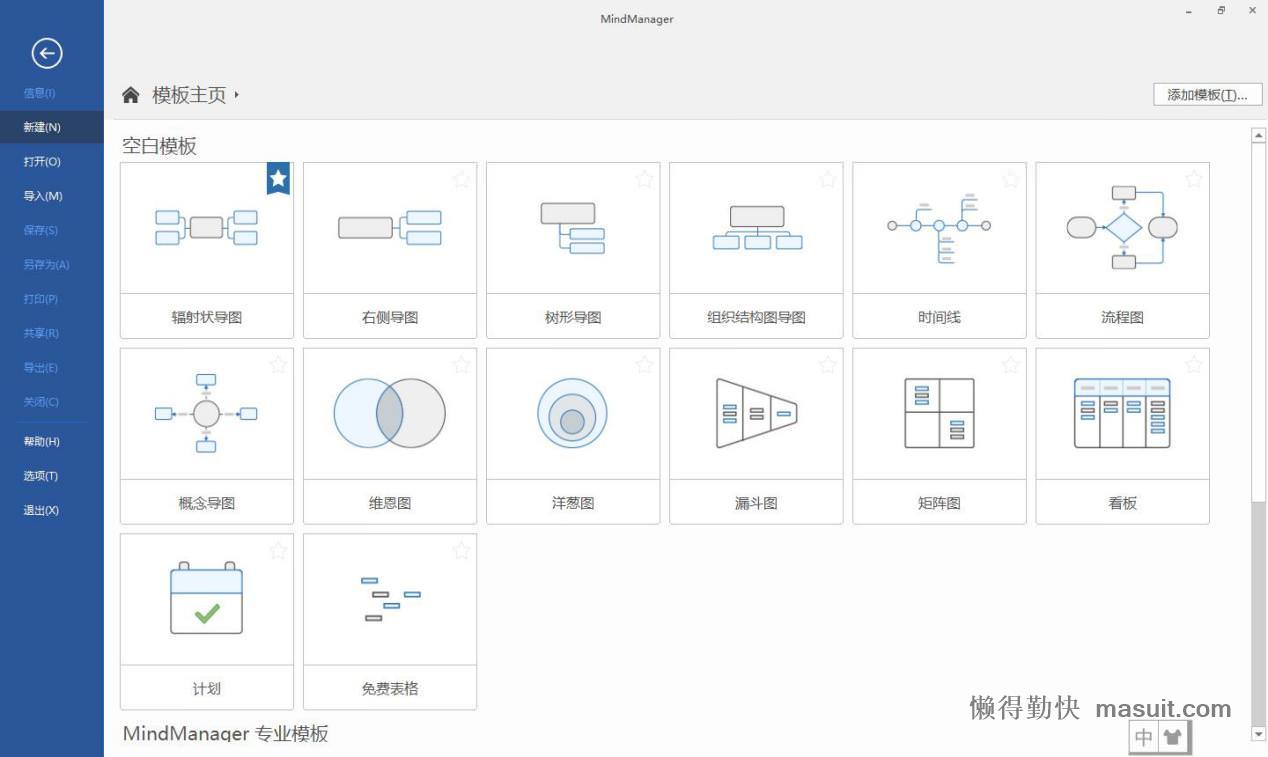 MindManager
信息(I)
新建(N)
打开(O)
导入(M)
保存(S)
另存为(A)
打印(P)
共享(R)
导出(E)
关闭(C)
帮助(H)
选项(T)
退出(X)
模板主页
添加模板(T)...
空白模板
辐射状导图
右侧导图
树形导图
组织结构图导图
时间线
流程图
概念导图
维恩图
洋葱图
漏斗图
矩阵图
看板
计划
免费表格
MindManager 专业模板
懒得勤快 masuit.com
中